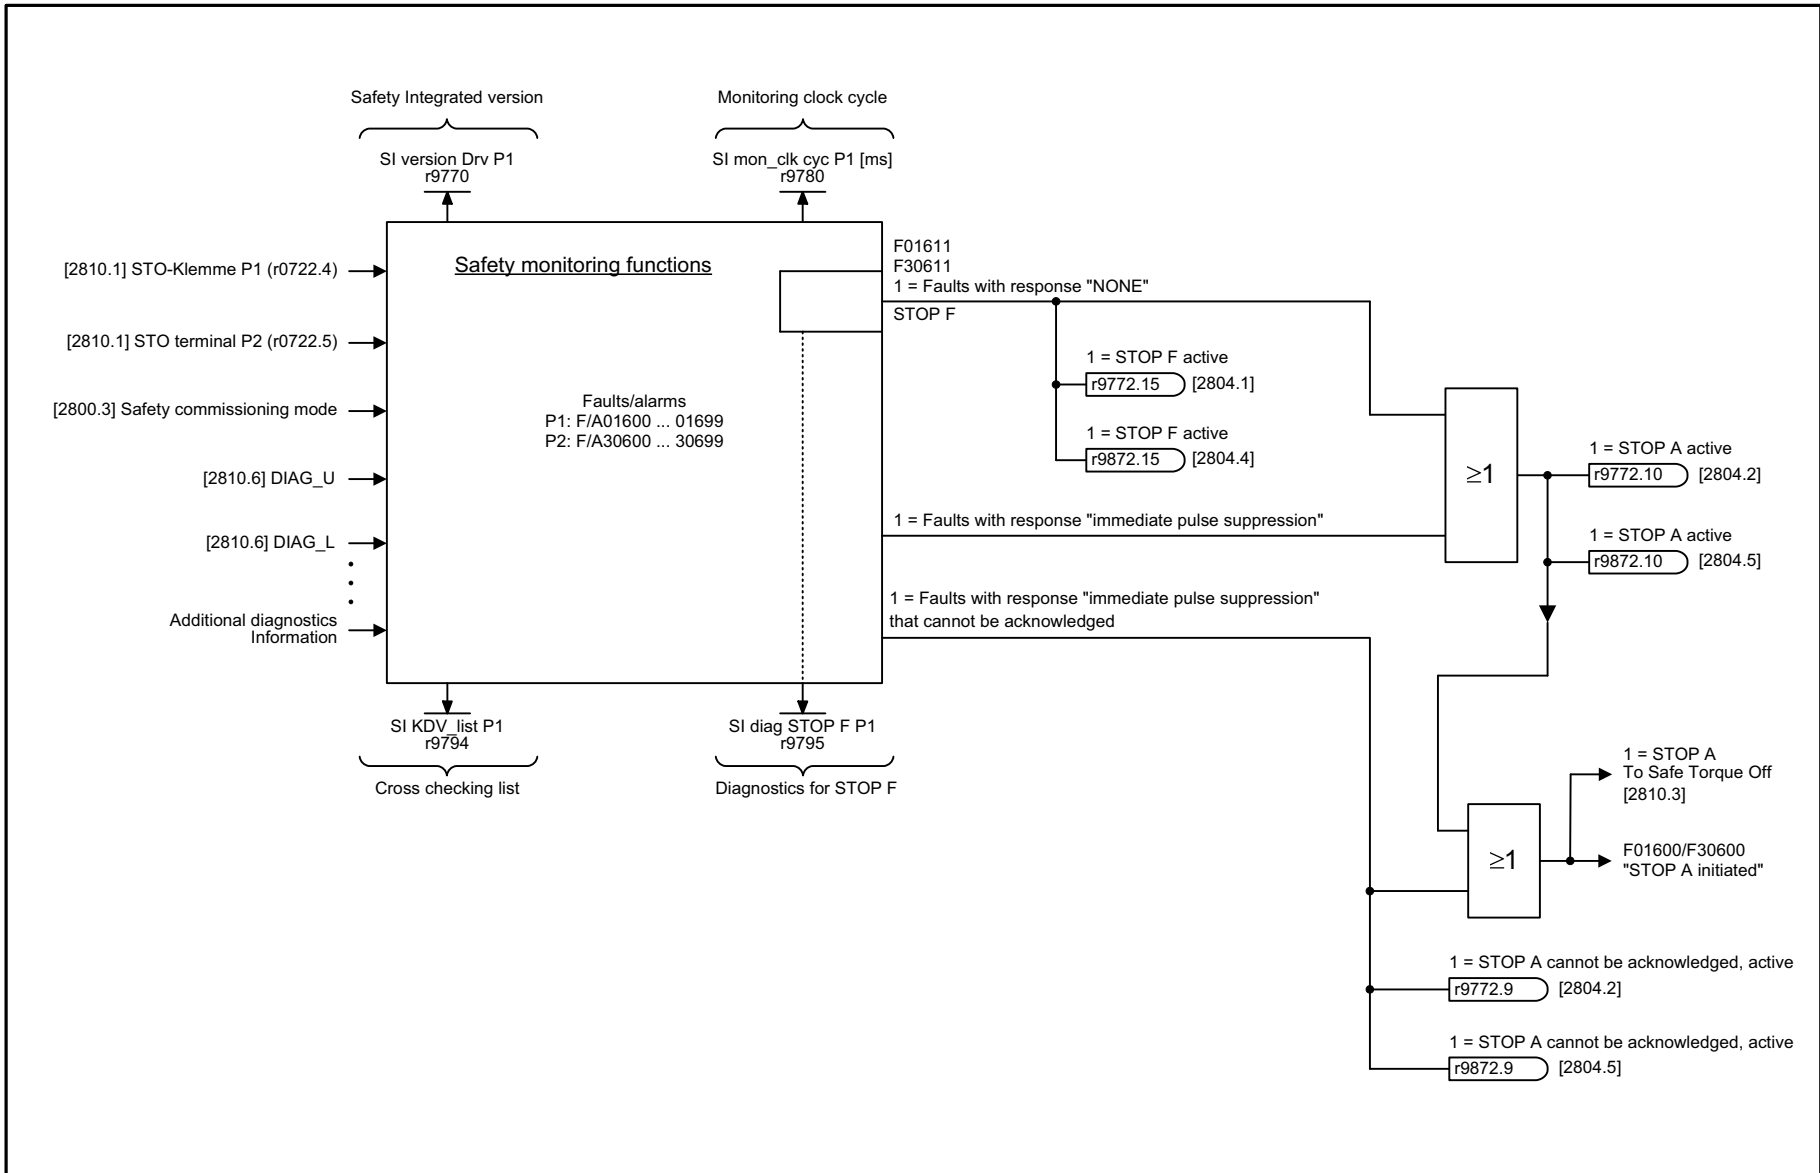 Safety Integrated version
SI version Drv P1
r9770
Monitoring clock cycle
SI mon_clk cyc P1 [ms]
r9780
[2810.1] STO-Klemme P1 (r0722.4)
[2810.1] STO terminal P2 (r0722.5)
[2800.3] Safety commissioning mode
[2810.6] DIAG_U
[2810.6] DIAG_L
Additional diagnostics
Information
Safety monitoring functions
Faults/alarms
P1: F/A01600 ... 01699
P2: F/A30600 ... 30699
SI KDV_list P1
r9794
Cross checking list
SI diag STOP F P1
r9795
Diagnostics for STOP F
F01611
F30611
1 = Faults with response "NONE"
STOP F
1 = STOP F active
r9772.15 [2804.1]
1 = STOP F active
r9872.15 [2804.4]
1 = Faults with response "immediate pulse suppression"
1 = Faults with response "immediate pulse suppression"
that cannot be acknowledged
≥1
1 = STOP A active
r9772.10 [2804.2]
1 = STOP A active
r9872.10 [2804.5]
≥1
1 = STOP A
To Safe Torque Off
[2810.3]
F01600/F30600
"STOP A initiated"
1 = STOP A cannot be acknowledged, active
r9772.9 [2804.2]
1 = STOP A cannot be acknowledged, active
r9872.9 [2804.5]